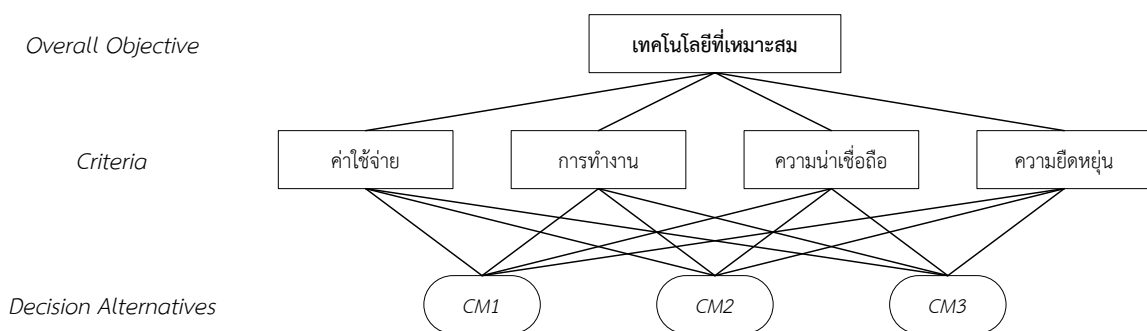 Overall Objective
เทคโนโลยีที่เหมาะสม
Criteria
ค่าใช้จ่าย
การทำงาน
ความน่าเชื่อถือ
ความยืดหยุ่น
Decision Alternatives
CM1
CM2
CM3